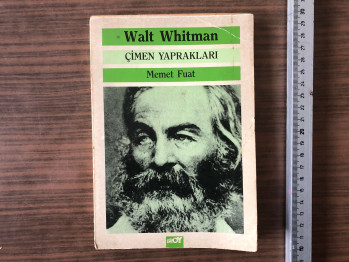 Walt Whitman
ÇİMEN YAPRAKLARI
Memet Fuat